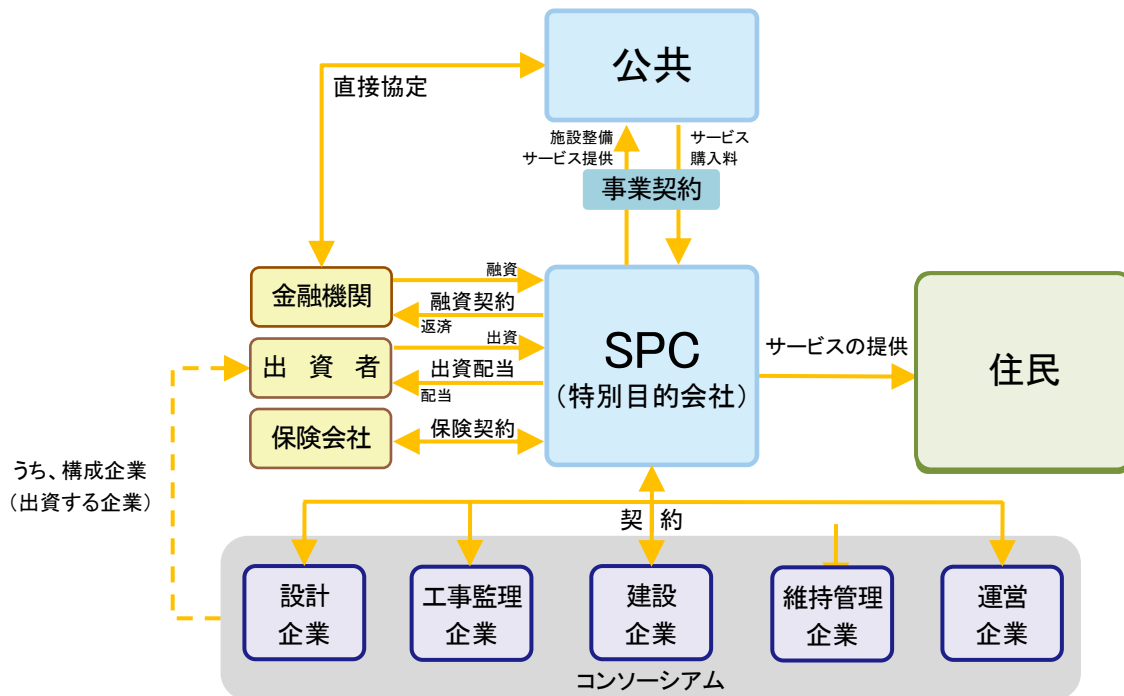 公共
直接協定
施設整備
サービス提供
サービス
購入料
事業契約
金融機関
融資
融資契約
返済
出資者
出資
出資配当
配当
保険会社
保険契約
SPC
（特別目的会社）
サービスの提供
住民
うち、構成企業
（出資する企業）
契約
設計
企業
工事監理
企業
建設
企業
維持管理
企業
運営
企業
コンソーシアム